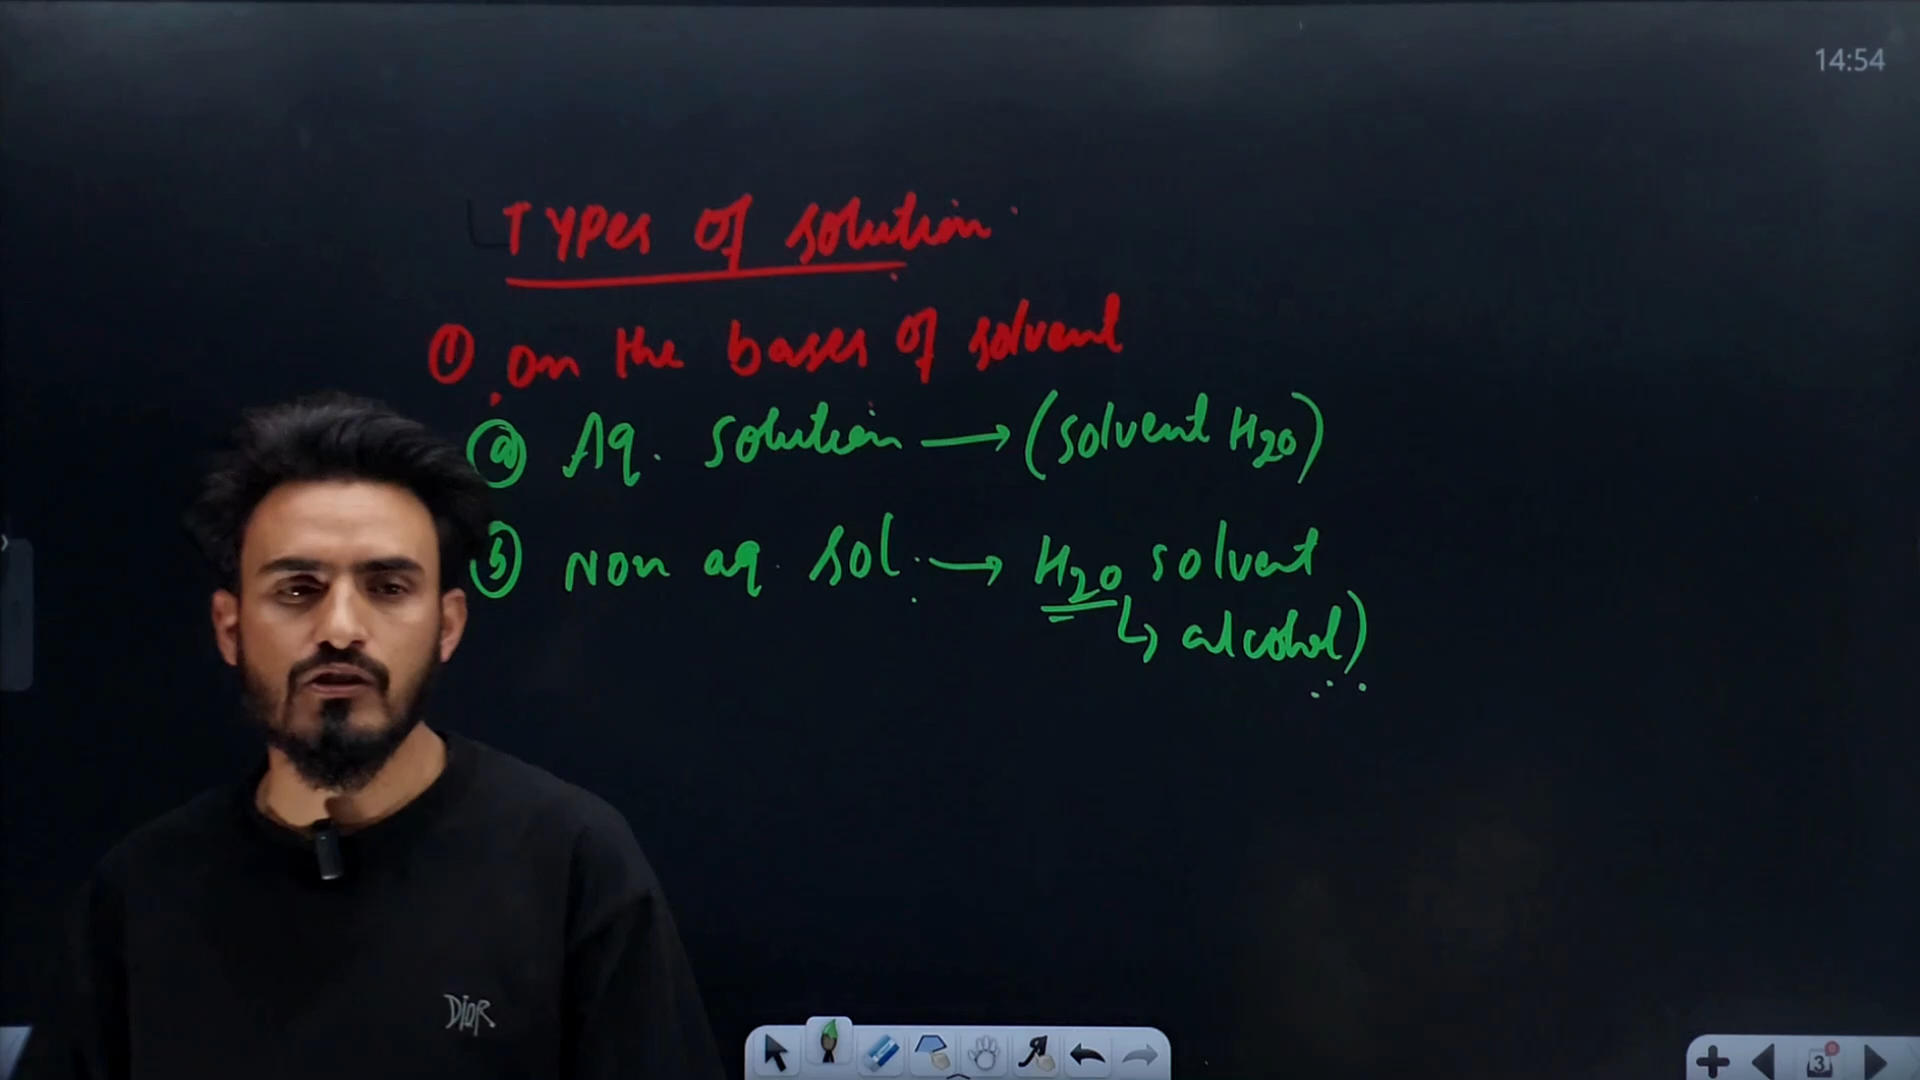 14:54
Types of solution
① on the bases of solvent
ⓐ Aq. solution → (solvent H2O)
ⓑ Non aq. sol. → H2O solvent
↳ alcohol)
DIOR
3